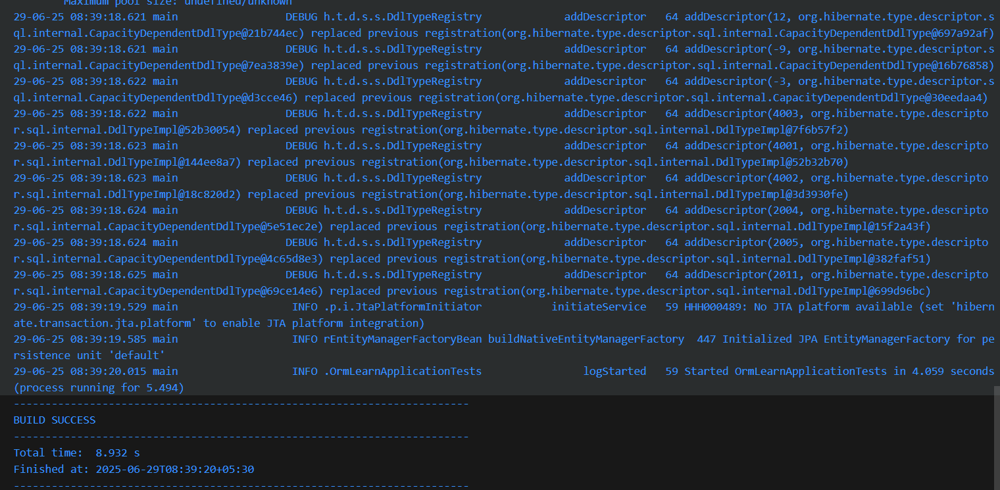 Maximum pool size: undefined/unknown
29-06-25 08:39:18.621 main                 DEBUG h.t.d.s.s.DdlTypeRegistry             addDescriptor   64 addDescriptor(12, org.hibernate.type.descriptor.s
ql.internal.CapacityDependentDdlType@21b744ec) replaced previous registration(org.hibernate.type.descriptor.sql.internal.CapacityDependentDdlType@697a92af)
29-06-25 08:39:18.621 main                 DEBUG h.t.d.s.s.DdlTypeRegistry             addDescriptor   64 addDescriptor(-9, org.hibernate.type.descriptor.s
ql.internal.CapacityDependentDdlType@7ea3839e) replaced previous registration(org.hibernate.type.descriptor.sql.internal.CapacityDependentDdlType@16b76858)
29-06-25 08:39:18.622 main                 DEBUG h.t.d.s.s.DdlTypeRegistry             addDescriptor   64 addDescriptor(-3, org.hibernate.type.descriptor.s
ql.internal.CapacityDependentDdlType@d3cce46) replaced previous registration(org.hibernate.type.descriptor.sql.internal.CapacityDependentDdlType@30eedaa4)
29-06-25 08:39:18.622 main                 DEBUG h.t.d.s.s.DdlTypeRegistry             addDescriptor   64 addDescriptor(4003, org.hibernate.type.descripto
r.sql.internal.DdlTypeImpl@52b30054) replaced previous registration(org.hibernate.type.descriptor.sql.internal.DdlTypeImpl@7f6b57f2)
29-06-25 08:39:18.623 main                 DEBUG h.t.d.s.s.DdlTypeRegistry             addDescriptor   64 addDescriptor(4001, org.hibernate.type.descripto
r.sql.internal.DdlTypeImpl@144ee8a7) replaced previous registration(org.hibernate.type.descriptor.sql.internal.DdlTypeImpl@52b32b70)
29-06-25 08:39:18.623 main                 DEBUG h.t.d.s.s.DdlTypeRegistry             addDescriptor   64 addDescriptor(4002, org.hibernate.type.descripto
r.sql.internal.DdlTypeImpl@18c820d2) replaced previous registration(org.hibernate.type.descriptor.sql.internal.DdlTypeImpl@3d3930fe)
29-06-25 08:39:18.624 main                 DEBUG h.t.d.s.s.DdlTypeRegistry             addDescriptor   64 addDescriptor(2004, org.hibernate.type.descripto
r.sql.internal.CapacityDependentDdlType@5e51ec2e) replaced previous registration(org.hibernate.type.descriptor.sql.internal.DdlTypeImpl@15f2a43f)
29-06-25 08:39:18.624 main                 DEBUG h.t.d.s.s.DdlTypeRegistry             addDescriptor   64 addDescriptor(2005, org.hibernate.type.descripto
r.sql.internal.CapacityDependentDdlType@4c65d8e3) replaced previous registration(org.hibernate.type.descriptor.sql.internal.DdlTypeImpl@382faf51)
29-06-25 08:39:18.625 main                 DEBUG h.t.d.s.s.DdlTypeRegistry             addDescriptor   64 addDescriptor(2011, org.hibernate.type.descripto
r.sql.internal.CapacityDependentDdlType@69ce14e6) replaced previous registration(org.hibernate.type.descriptor.sql.internal.DdlTypeImpl@699d96bc)
29-06-25 08:39:19.529 main                  INFO .p.i.JtaPlatformInitiator           initiateService   59 HHH000489: No JTA platform available (set 'hibern
ate.transaction.jta.platform' to enable JTA platform integration)
29-06-25 08:39:19.585 main                  INFO rEntityManagerFactoryBean buildNativeEntityManagerFactory  447 Initialized JPA EntityManagerFactory for pe
rsistence unit 'default'
29-06-25 08:39:20.015 main                  INFO .OrmLearnApplicationTests                logStarted   59 Started OrmLearnApplicationTests in 4.059 seconds
(process running for 5.494)
------------------------------------------------------------------------
BUILD SUCCESS
------------------------------------------------------------------------
Total time:  8.932 s
Finished at: 2025-06-29T08:39:20+05:30
------------------------------------------------------------------------